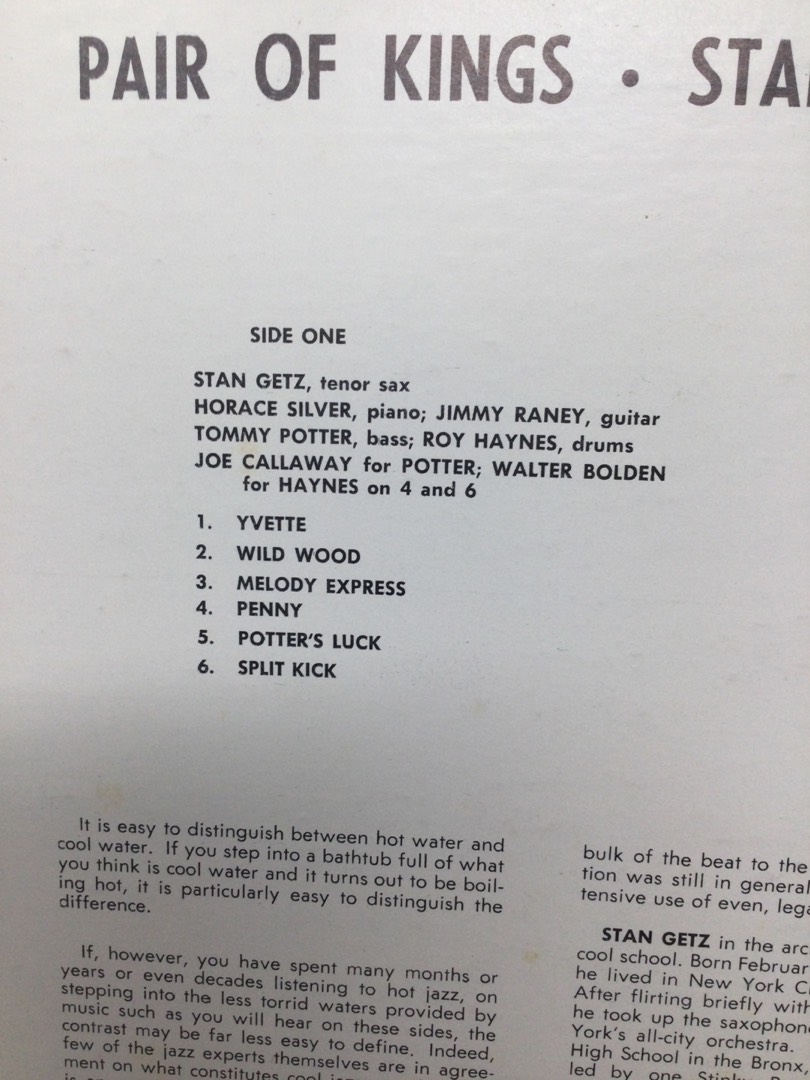 PAIR OF KINGS •
SIDE ONE
STAN GETZ, tenor sax
HORACE SILVER, piano; JIMMY RANEY, guitar
TOMMY POTTER, bass; ROY HAYNES, drums
JOE CALLAWAY for POTTER; WALTER BOLDEN
for HAYNES on 4 and 6
1. YVETTE
2. WILD WOOD
3. MELODY EXPRESS
4. PENNY
5. POTTER'S LUCK
6. SPLIT KICK
It is easy to distinguish between hot water and
cool water. If you step into a bathtub full of what
you think is cool water and it turns out to be boil-
ing hot, it is particularly easy to distinguish the
difference.
If, however, you have spent many months or
years or even decades listening to hot jazz, on
stepping into the less torrid waters provided by
music such as you will hear on these sides, the
contrast may be far less easy to define. Indeed,
few of the jazz experts themselves are in agree-
ment on what constitutes cool
bulk of the beat to the
tion was still in general
tensive use of even,
STAN GETZ in the
cool school. Born
he lived in New York
After flirting briefly
he took up the
York's all-city orchestra.
High School in the Bronx,
led by one